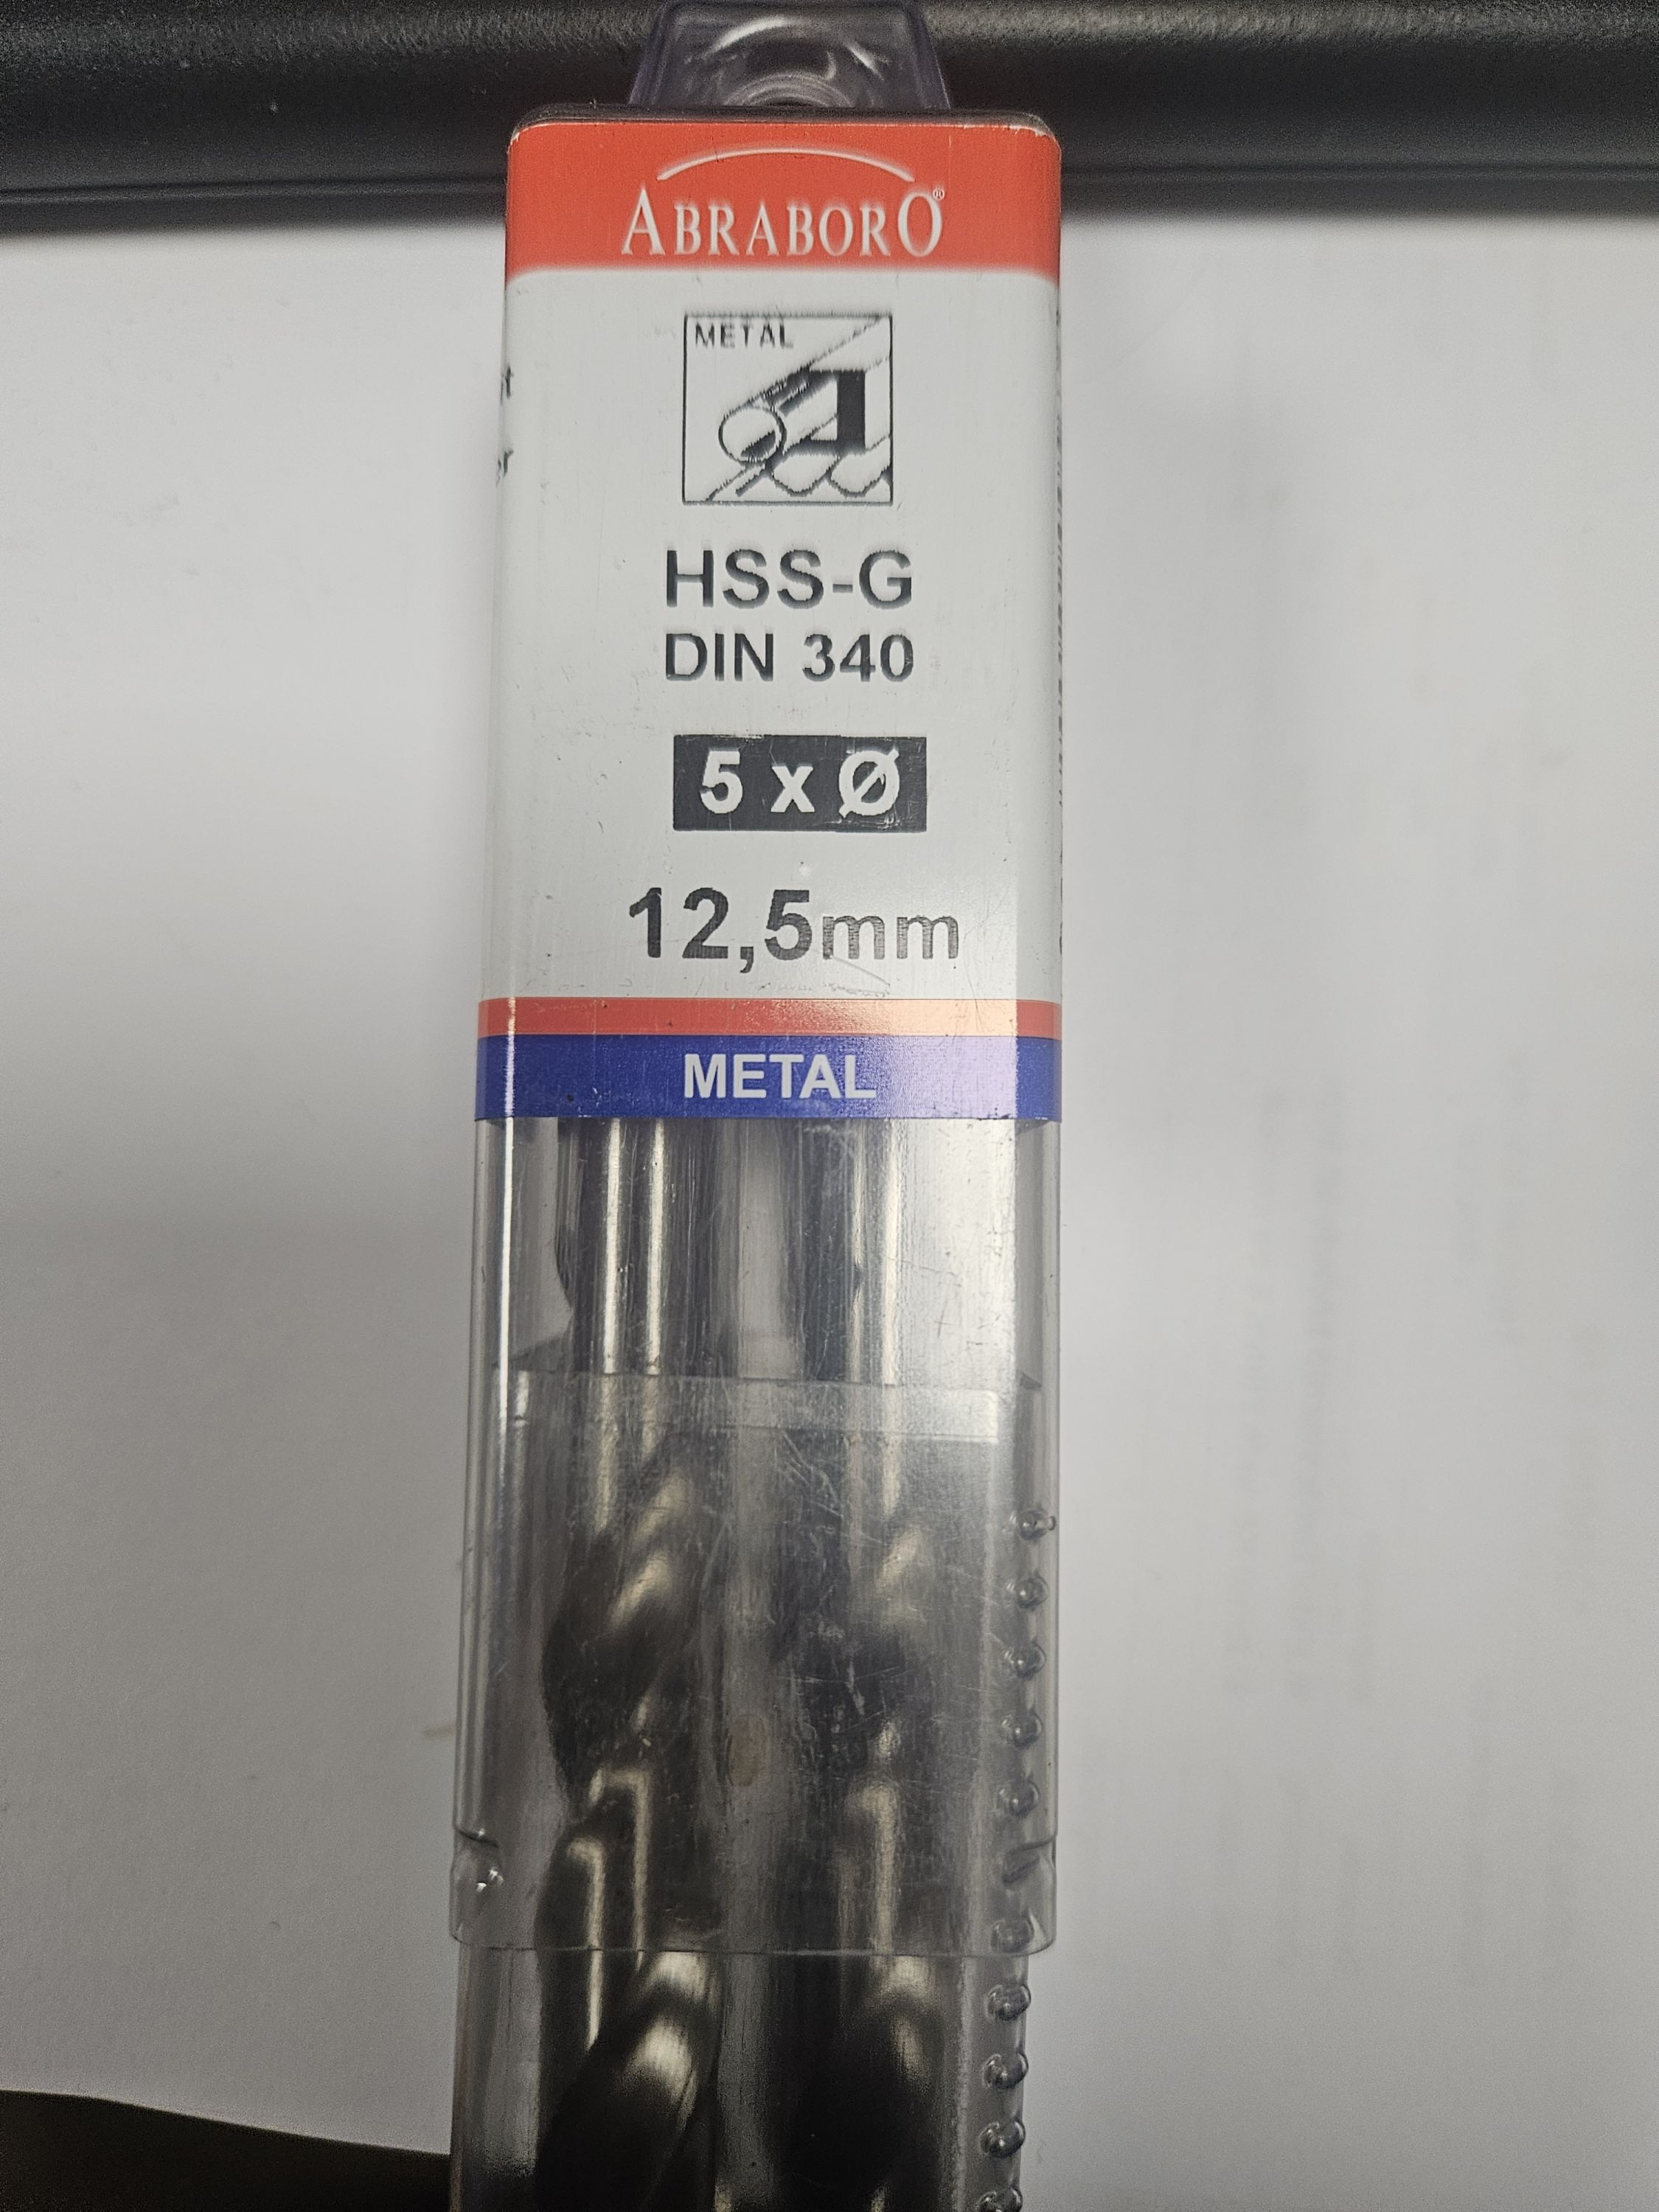 ABRABORO®
METAL
HSS-G
DIN 340
5 x Ø
12,5mm
METAL